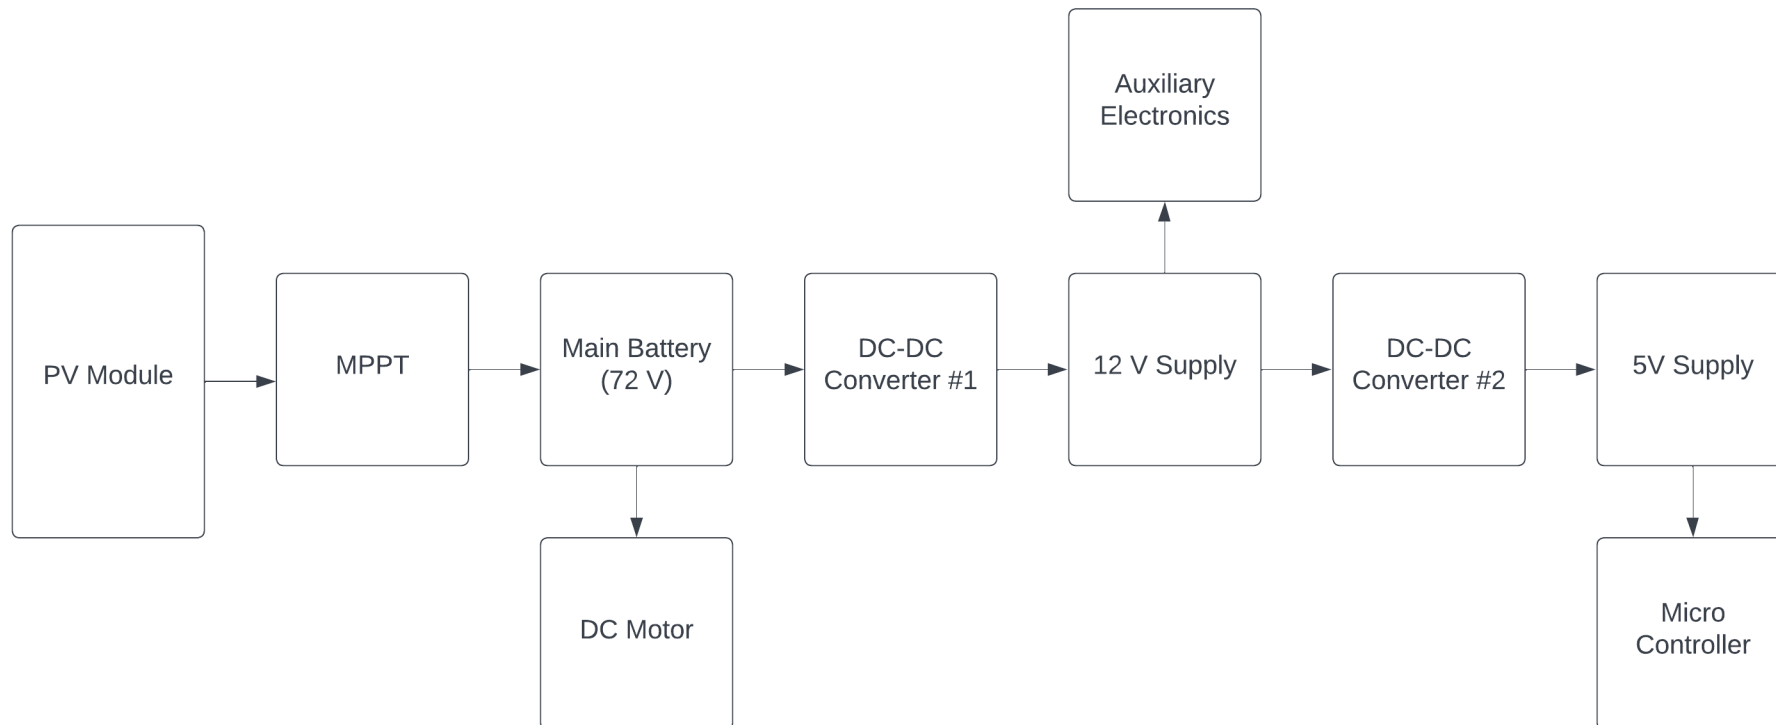 Auxiliary
Electronics
PV Module
MPPT
Main Battery
(72 V)
DC-DC
Converter #1
12 V Supply
DC-DC
Converter #2
5V Supply
DC Motor
Micro
Controller